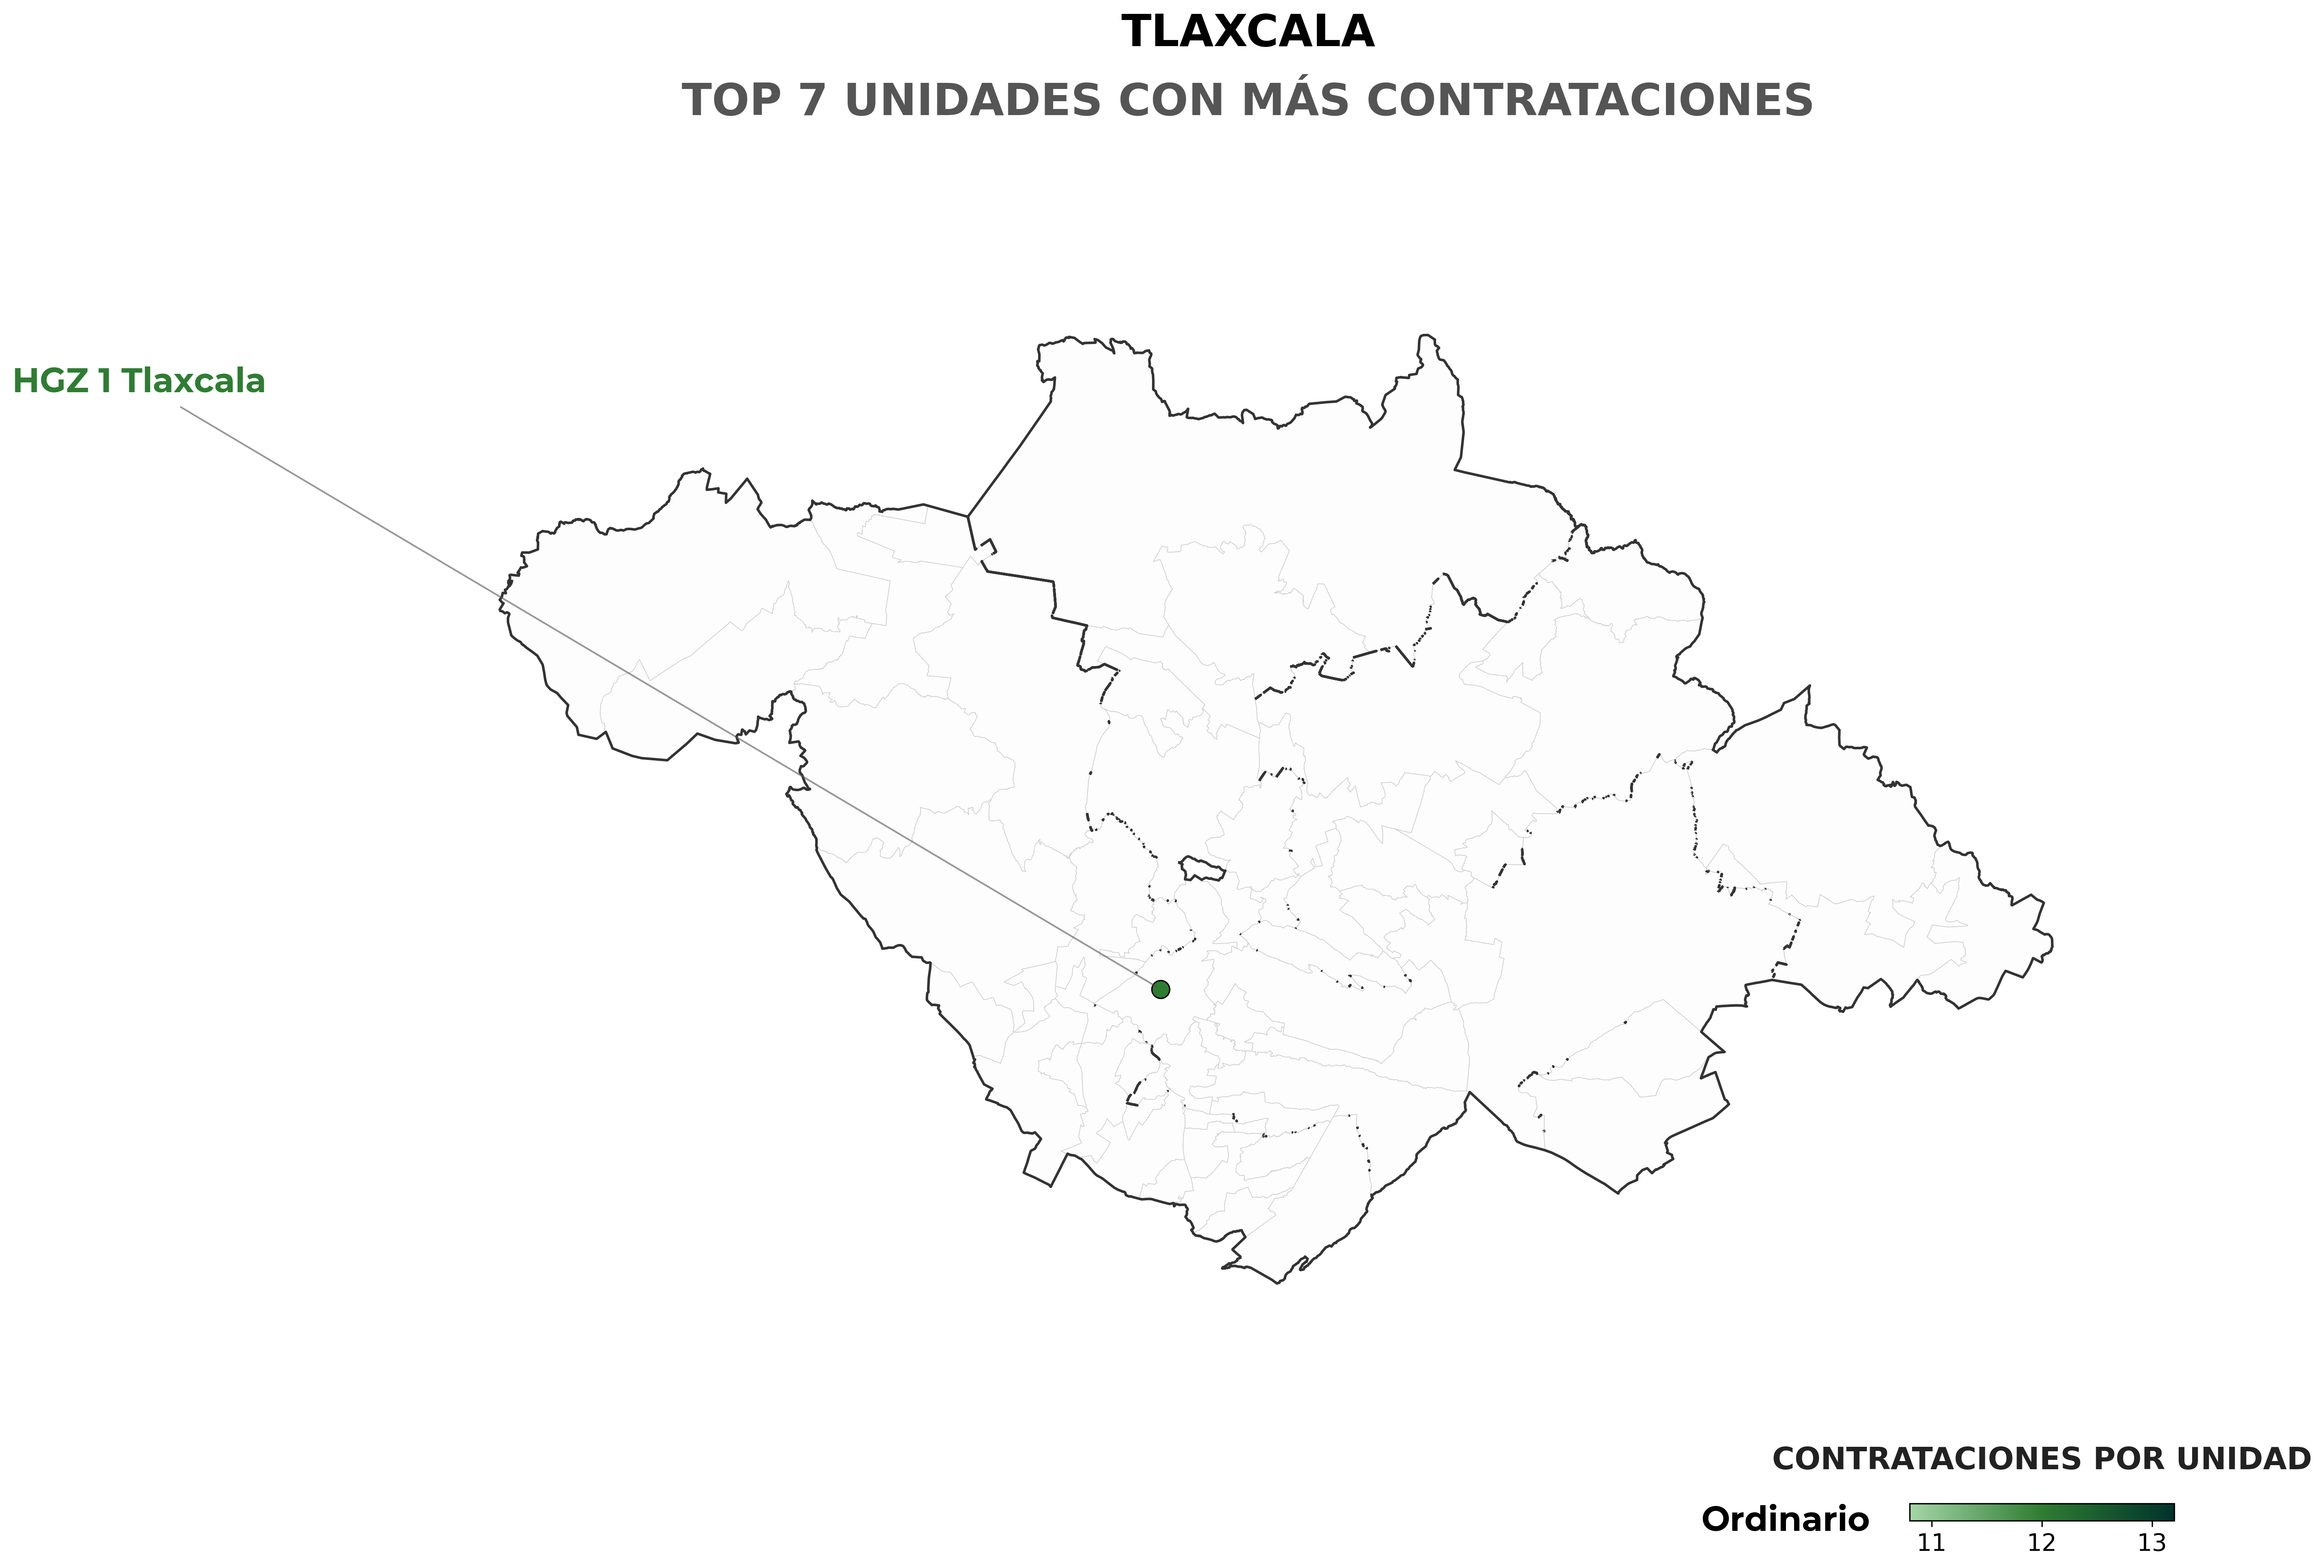 TLAXCALA
TOP 7 UNIDADES CON MÁS CONTRATACIONES
HGZ 1 Tlaxcala
CONTRATACIONES POR UNIDAD
Ordinario
11 12 13